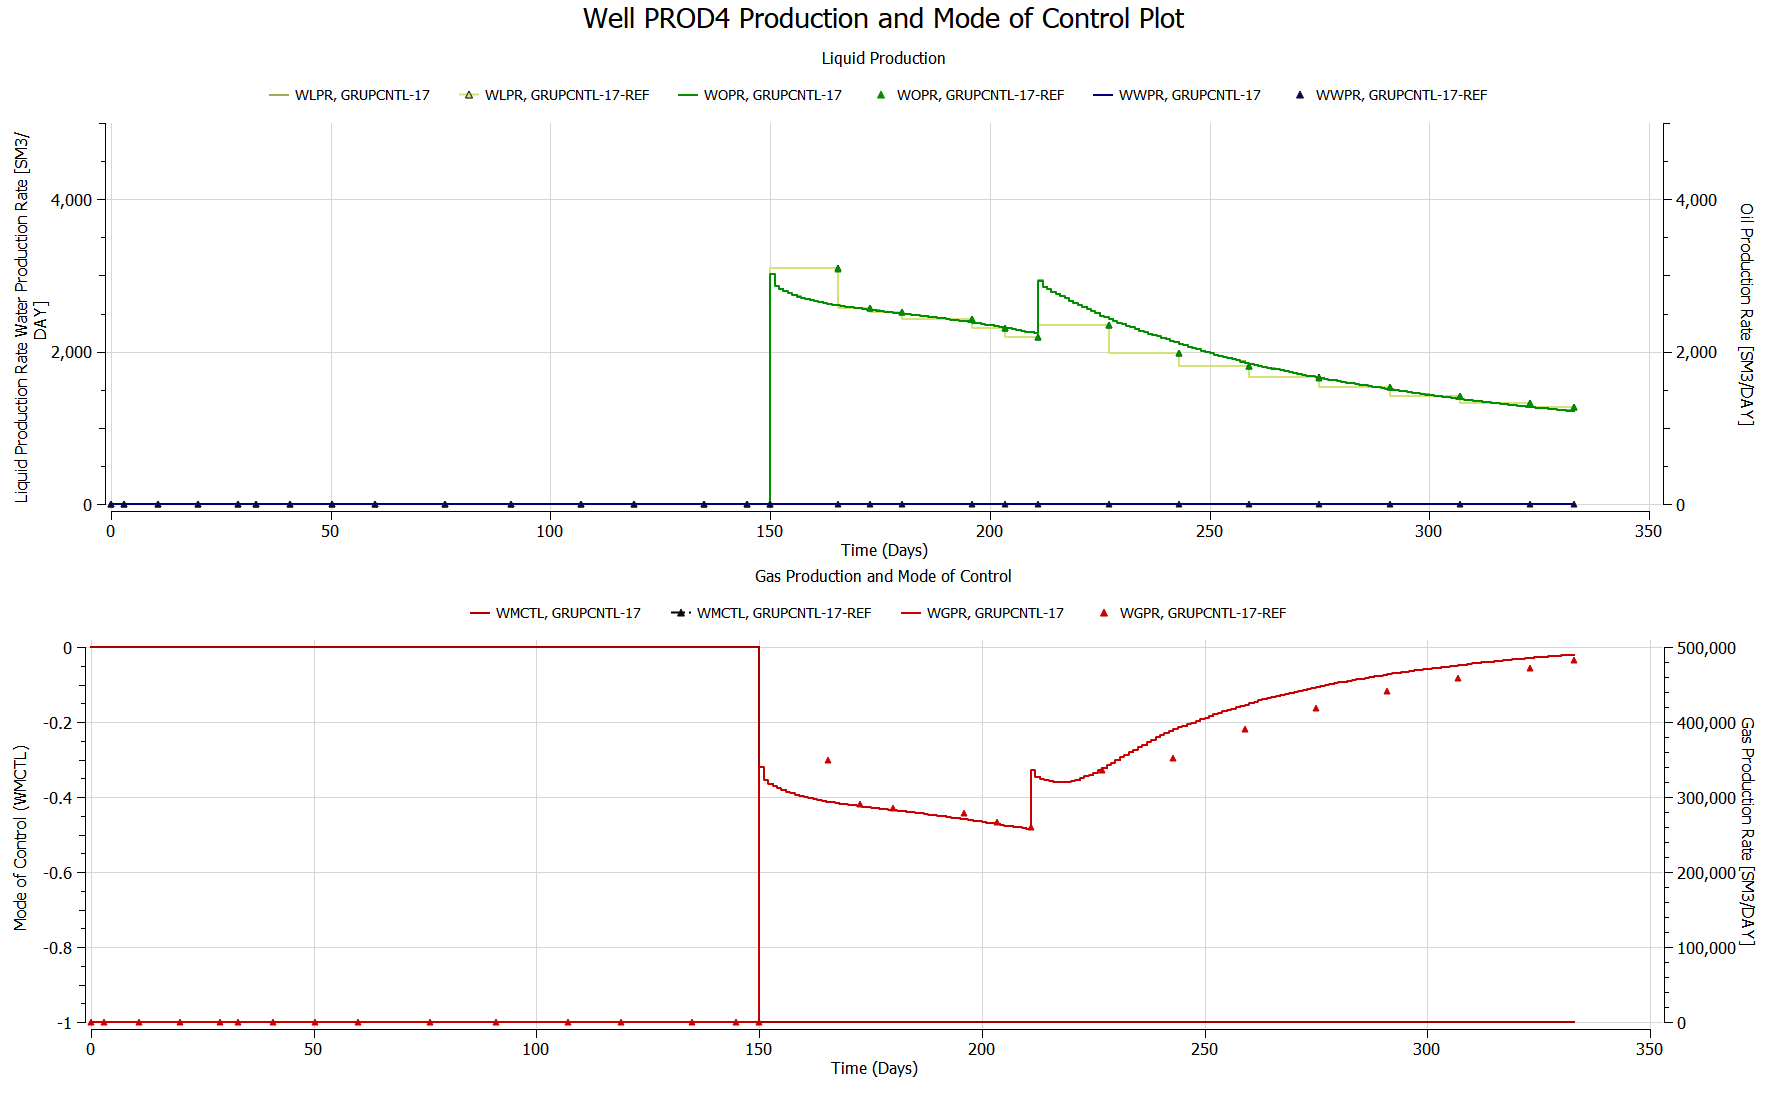 Well PROD4 Production and Mode of Control Plot
Liquid Production
WLPR, GRUPCNTL-17 WLPR, GRUPCNTL-17-REF WOPR, GRUPCNTL-17 WOPR, GRUPCNTL-17-REF WWPR, GRUPCNTL-17 WWPR, GRUPCNTL-17-REF
Liquid Production Rate Water Production Rate [SM3/
DAY]
4,000
2,000
0
4,000
2,000
0
Oil Production Rate [SM3/DAY]
0 50 100 150 200 250 300 350
Time (Days)
Gas Production and Mode of Control
WMCTL, GRUPCNTL-17 WMCTL, GRUPCNTL-17-REF WGPR, GRUPCNTL-17 WGPR, GRUPCNTL-17-REF
Mode of Control (WMCTL)
0
-0.2
-0.4
-0.6
-0.8
-1
500,000
400,000
300,000
200,000
100,000
0
Gas Production Rate [SM3/DAY]
0 50 100 150 200 250 300 350
Time (Days)